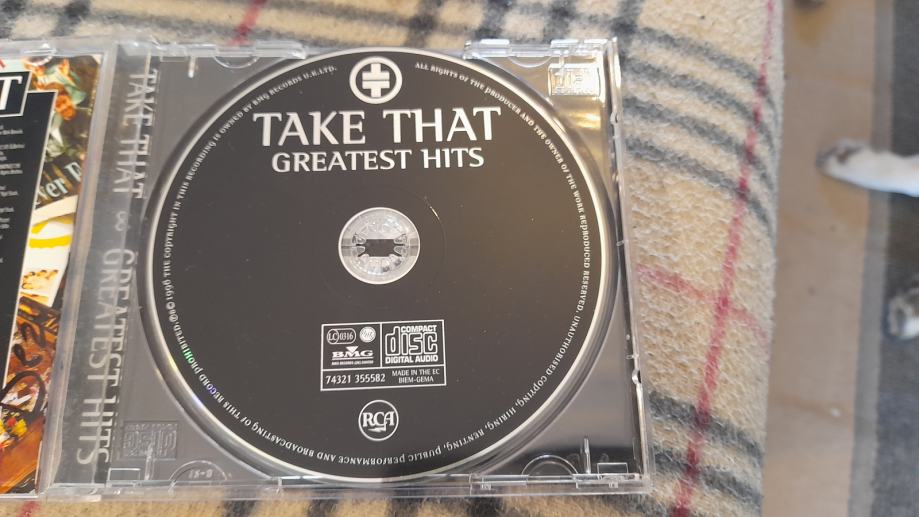 TAKE THAT
GREATEST HITS
ALL RIGHTS OF THE PRODUCER AND THE OWNER OF THE WORK REPRODUCED RESERVED. UNAUTHORISED COPYING, HIRING, RENTING, PUBLIC PERFORMANCE AND BROADCASTING OF THIS RECORD PROHIBITED ℗©1996 THE COPYRIGHT IN THIS RECORDING IS OWNED BY BMG RECORDS U.K.LTD.
LC 0316
BMG
COMPACT
disc
DIGITAL AUDIO
74321 355582
MADE IN THE EC
BIEM-GEMA
RCA
TAKE THAT & GREATEST HITS
T